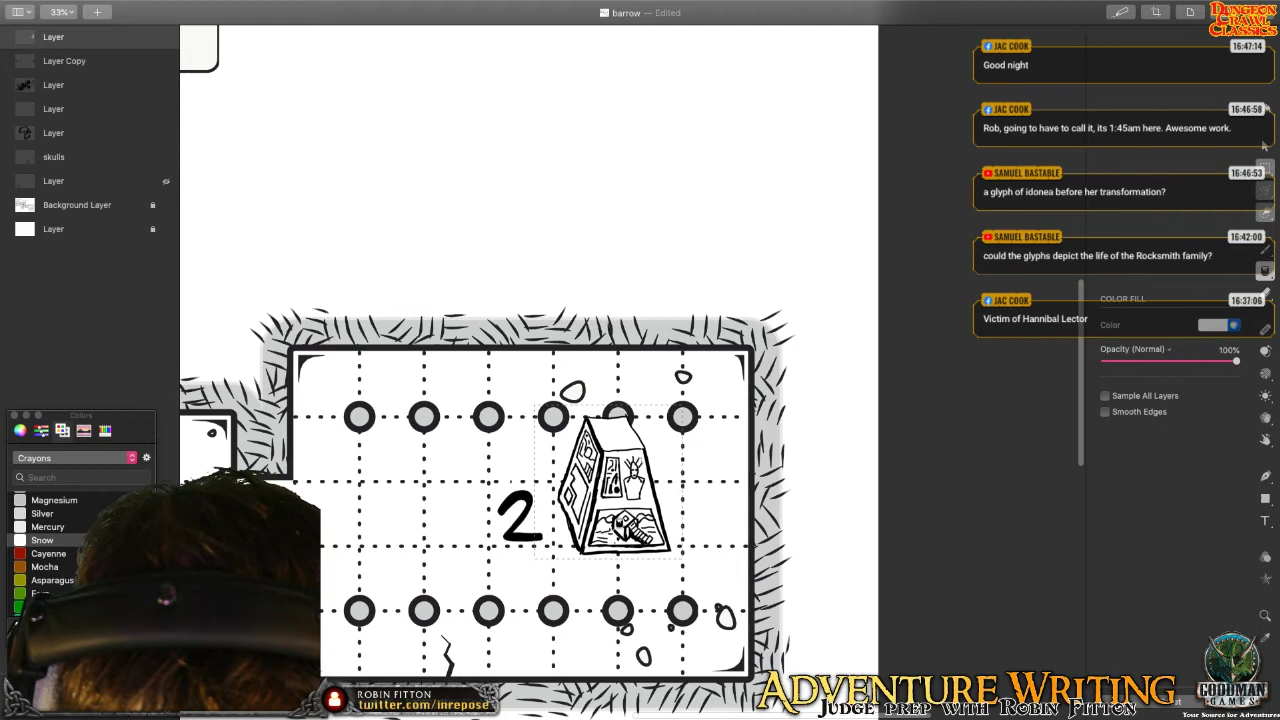 33%
barrow — Edited
DUNGEON CRAWL CLASSICS
Layer
Layer Copy
Layer
Layer
Layer
skulls
Layer
Background Layer
Layer
JAC COOK 16:47:14
Good night
JAC COOK 16:46:58
Rob, going to have to call it, its 1:45am here. Awesome work.
SAMUEL BASTABLE 16:46:53
a glyph of idonea before her transformation?
SAMUEL BASTABLE 16:42:00
could the glyphs depict the life of the Rocksmith family?
JAC COOK 16:37:06
Victim of Hannibal Lector
COLOR FILL
Color
Opacity (Normal) 100%
Sample All Layers
Smooth Edges
Colors
Crayons
Search
Magnesium
Silver
Mercury
Snow
Cayenne
Mocha
Asparagus
2
ROBIN FITTON
twitter.com/inrepose
ADVENTURE WRITING
JUDGE PREP WITH ROBIN FITTON
GOODMAN GAMES
Your Source for Adventures